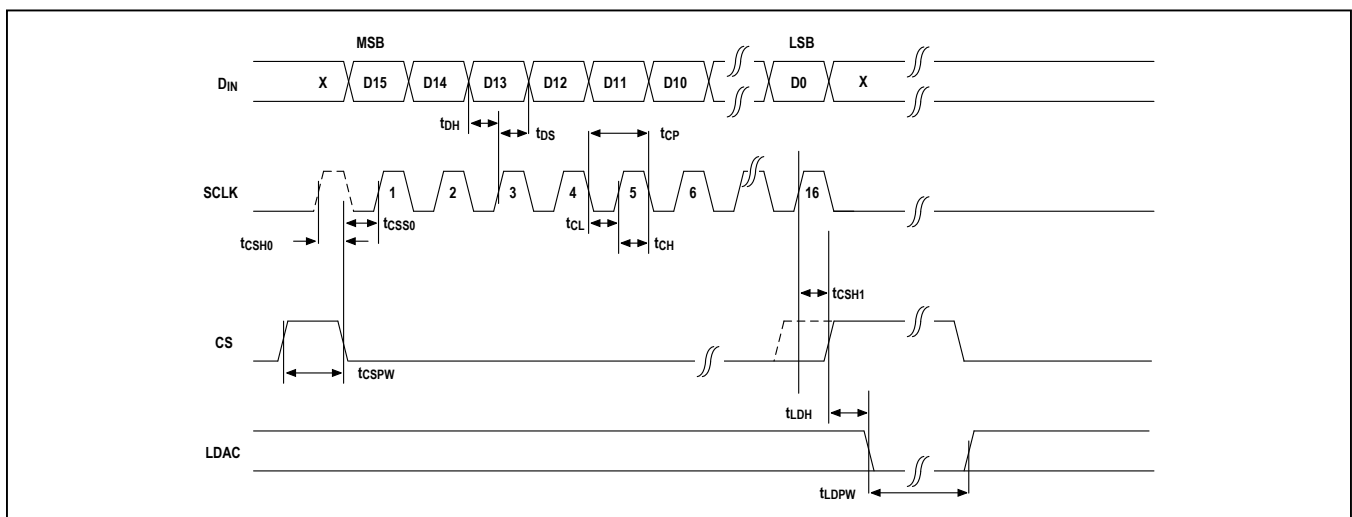 MSB LSB
DIN X D15 D14 D13 D12 D11 D10 D0 X
tDH tDS tCP
SCLK 1 2 3 4 5 6 16
tCSH0 tCSS0 tCL tCH
tCSH1
CS
tCSPW
tLDH
LDAC
tLDPW